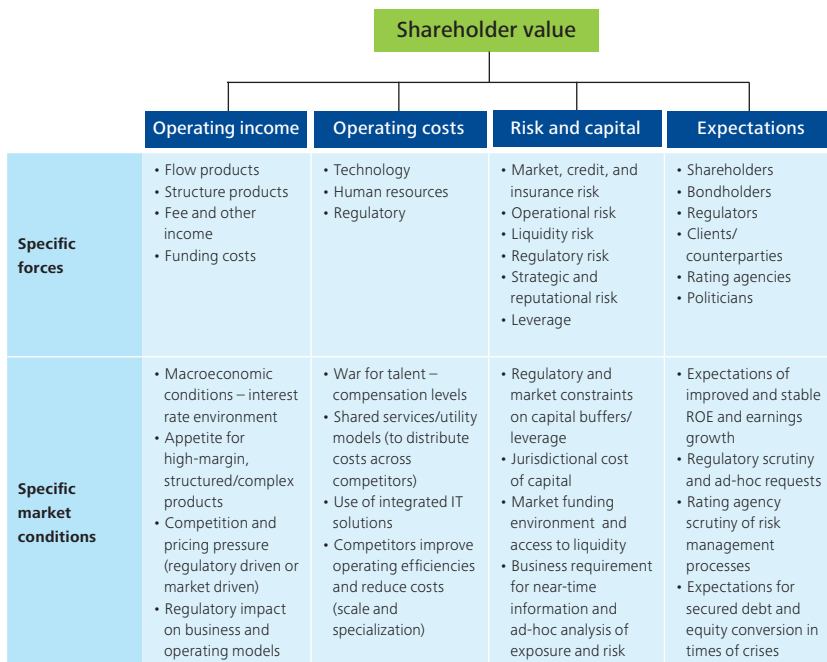 Shareholder value
Operating income
Operating costs
Risk and capital
Expectations
Specific
forces
• Flow products
• Structure products
• Fee and other
income
• Funding costs
• Technology
• Human resources
• Regulatory
• Market, credit, and
insurance risk
• Operational risk
• Liquidity risk
• Regulatory risk
• Strategic and
reputational risk
• Leverage
• Shareholders
• Bondholders
• Regulators
• Clients/
counterparties
• Rating agencies
• Politicians
Specific
market
conditions
• Macroeconomic
conditions – interest
rate environment
• Appetite for
high-margin,
structured/complex
products
• Competition and
pricing pressure
(regulatory driven or
market driven)
• Regulatory impact
on business and
operating models
• War for talent –
compensation levels
• Shared services/utility
models (to distribute
costs across
competitors)
• Use of integrated IT
solutions
• Competitors improve
operating efficiencies
and reduce costs
(scale and
specialization)
• Regulatory and
market constraints
on capital buffers/
leverage
• Jurisdictional cost
of capital
• Market funding
environment and
access to liquidity
• Business requirement
for near-time
information and
ad-hoc analysis of
exposure and risk
• Expectations of
improved and stable
ROE and earnings
growth
• Regulatory scrutiny
and ad-hoc requests
• Rating agency
scrutiny of risk
management
processes
• Expectations for
secured debt and
equity conversion in
times of crises